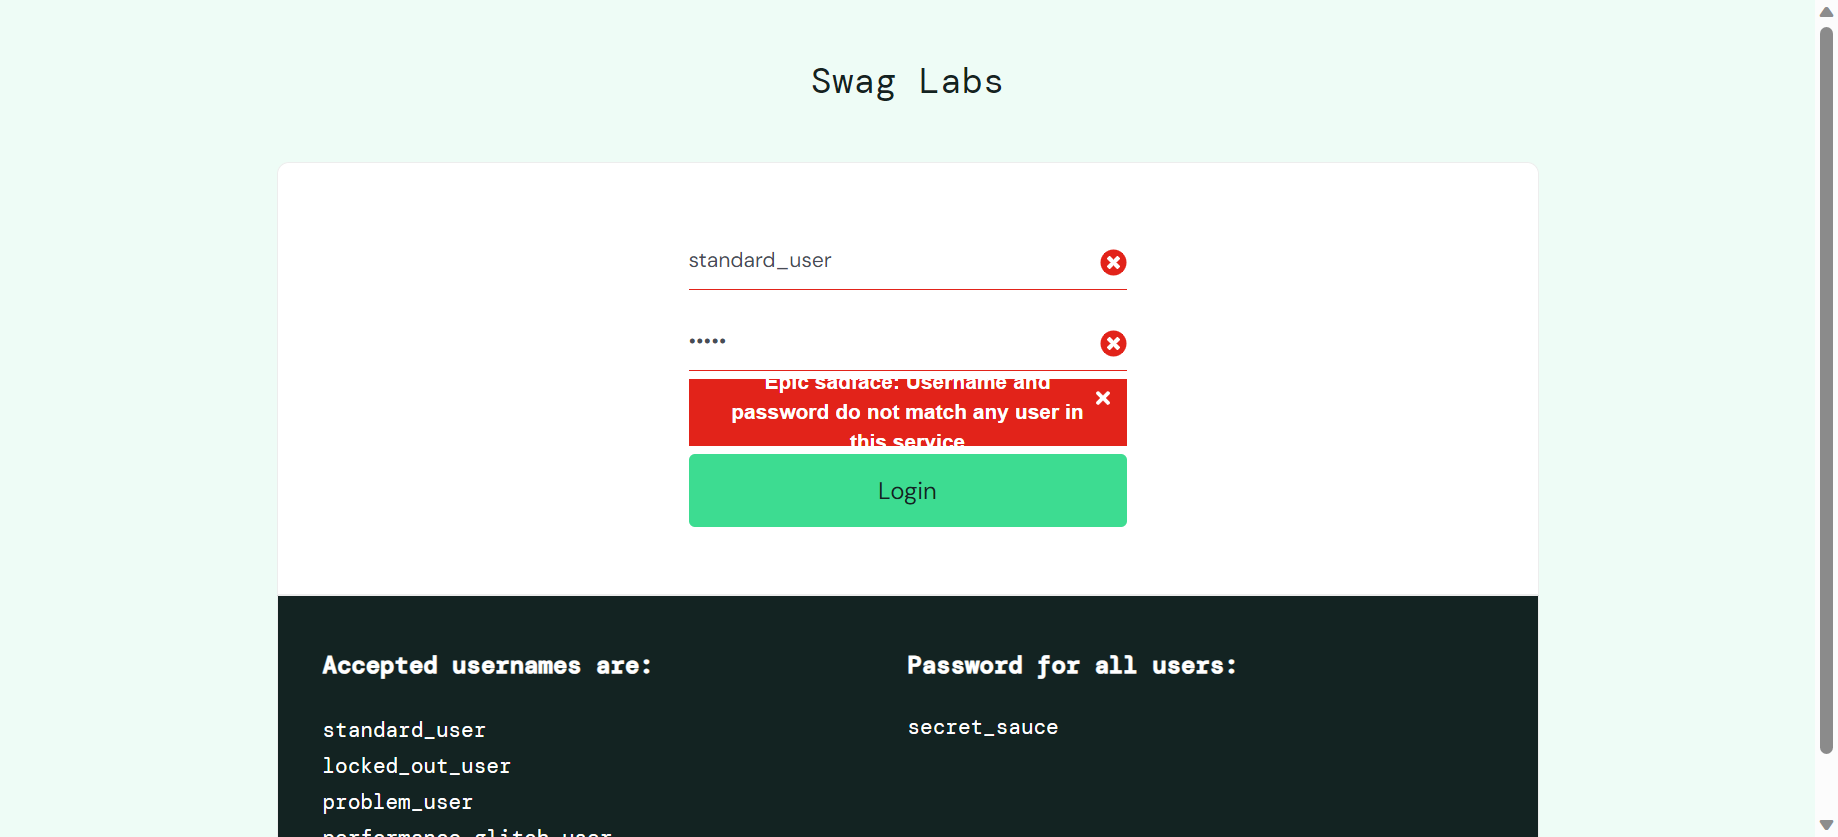 Swag Labs
standard_user
•••••
Epic sadface: Username and
password do not match any user in
this service
Login
Accepted usernames are:
standard_user
locked_out_user
problem_user
performance_glitch_user
Password for all users:
secret_sauce